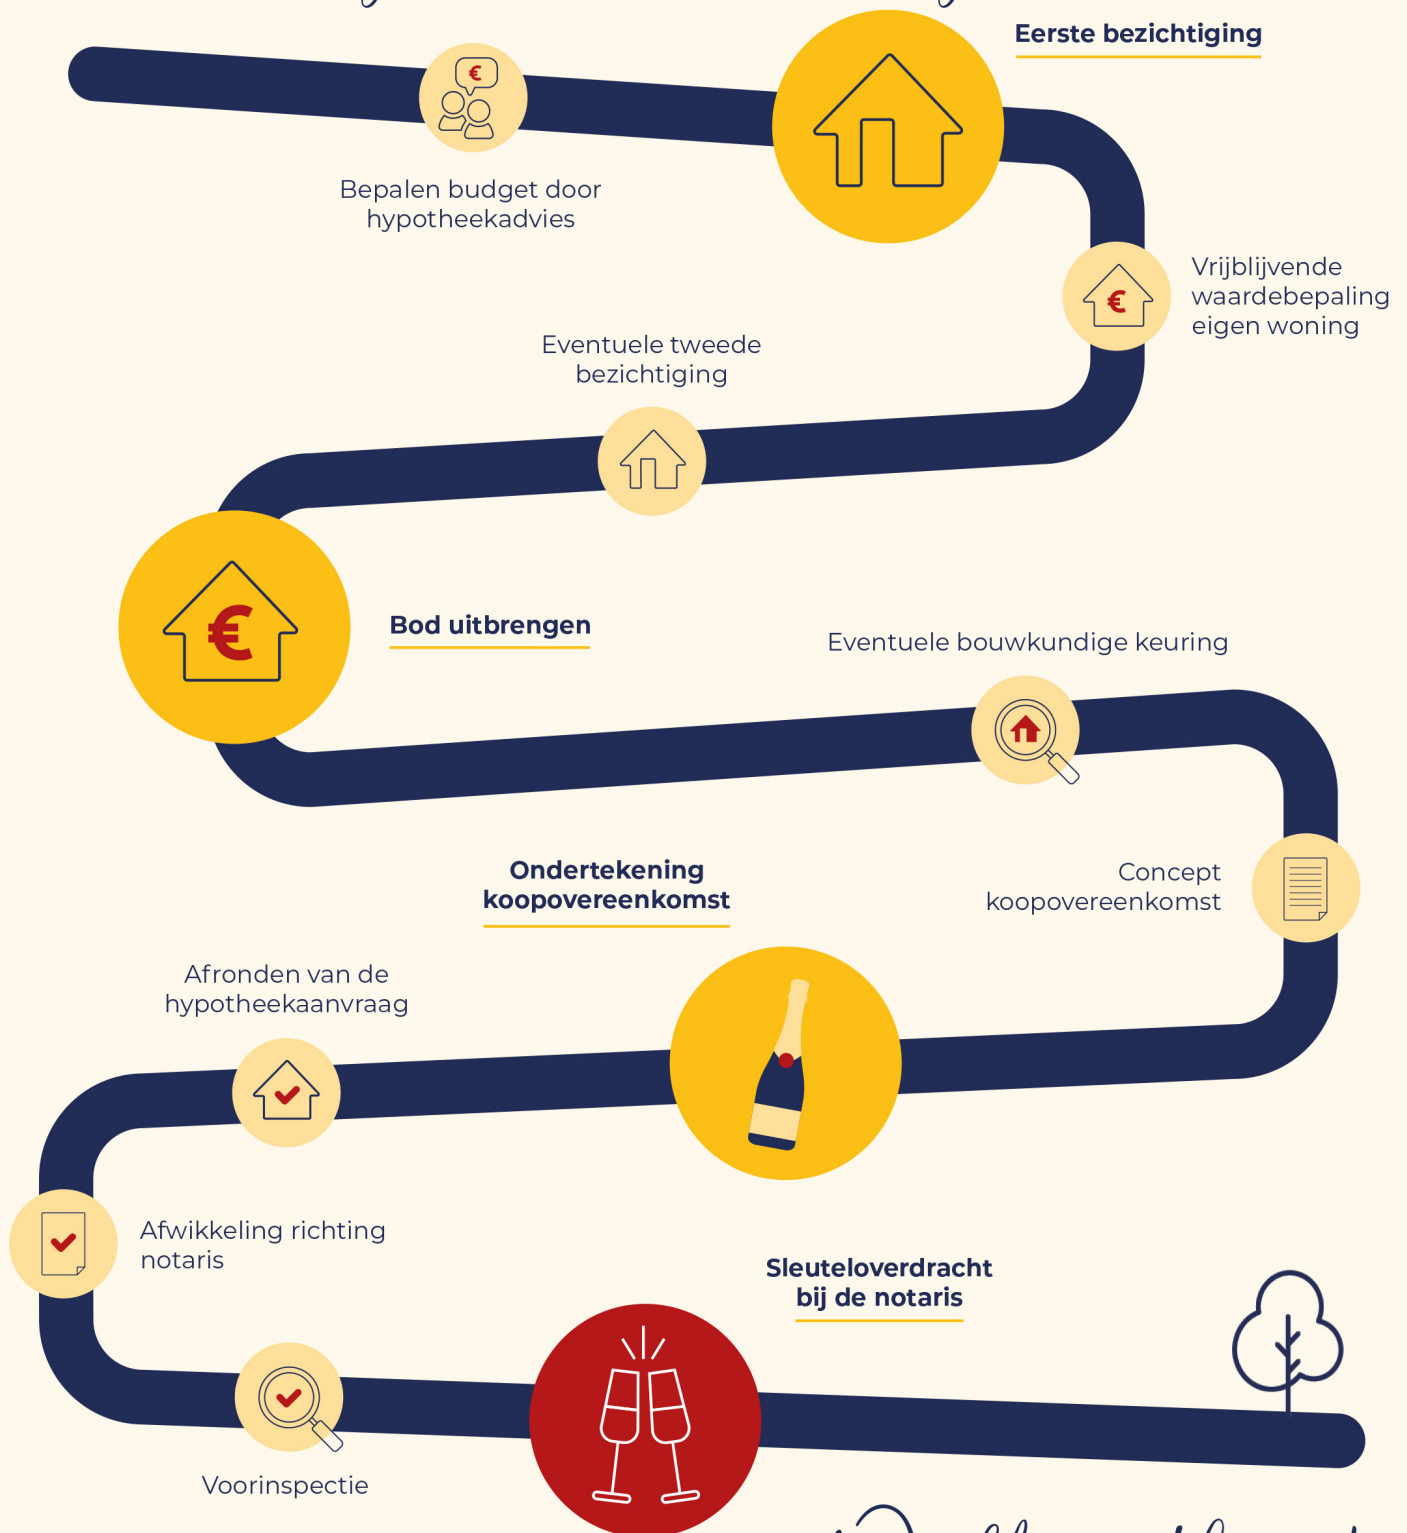 Eerste bezichtiging
€
Bepalen budget door
hypotheekadvies
Vrijblijvende
waardebepaling
eigen woning
€
Eventuele tweede
bezichtiging
€
Bod uitbrengen
Eventuele bouwkundige keuring
Concept
koopovereenkomst
Ondertekening
koopovereenkomst
Afronden van de
hypotheekaanvraag
Afwikkeling richting
notaris
Voorinspectie
Sleuteloverdracht
bij de notaris